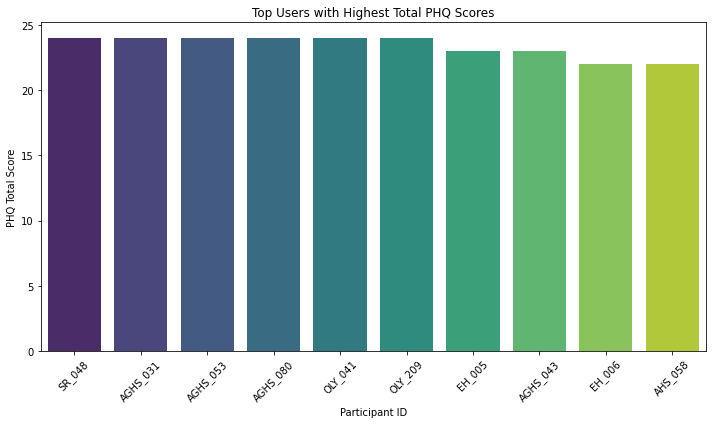 Top Users with Highest Total PHQ Scores
25
20
15
10
5
0
PHQ Total Score
SR_048
AGHS_031
AGHS_053
AGHS_080
OLY_041
OLY_209
EH_005
AGHS_043
EH_006
AHS_058
Participant ID